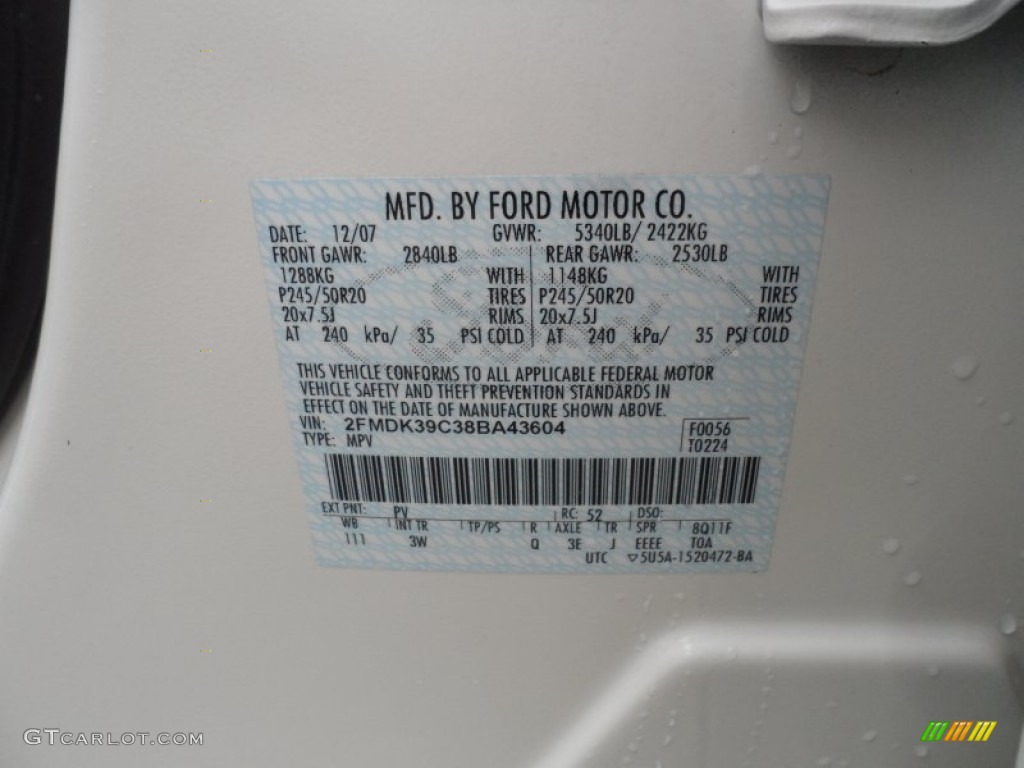 MFD. BY FORD MOTOR CO.
DATE: 12/07 GVWR: 5340LB/ 2422KG
FRONT GAWR: 2840LB REAR GAWR: 2530LB
1288KG WITH 1148KG WITH
P245/50R20 TIRES P245/50R20 TIRES
20x7.5J RIMS 20x7.5J RIMS
AT 240 kPa/ 35 PSI COLD AT 240 kPa/ 35 PSI COLD
THIS VEHICLE CONFORMS TO ALL APPLICABLE FEDERAL MOTOR
VEHICLE SAFETY AND THEFT PREVENTION STANDARDS IN
EFFECT ON THE DATE OF MANUFACTURE SHOWN ABOVE.
VIN: 2FMDK39C38BA43604 F0056
TYPE: MPV T0224
EXT PNT: PV RC: 52 DSO:
WB INT TR TP/PS R AXLE TR SPR 8Q11F
111 3W Q 3E J EEEE TOA
UTC ▽5U5A-1520472-BA
GTCARLOT.COM